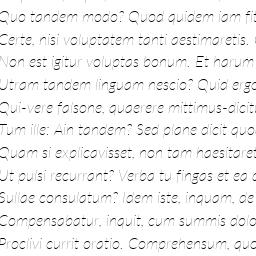 Quo tandem modo? Quod quidem iam fit
Certe, nisi voluptatem tanti aestimaretis.
Non est igitur voluptas bonum. Et harum
Utram tandem linguam nescio? Quid ergo
Qui-vere falsone, quaerere mittimus-dicit
Tum ille: Ain tandem? Sed plane dicit quod
Quam si explicavisset, non tam haesitaret
Ut pulsi recurrant? Verba tu fingas et ea d
Sullae consulatum? Idem iste, inquam, de
Compensabatur, inquit, cum summis dolo
Proclivi currit oratio. Comprehensum, quo